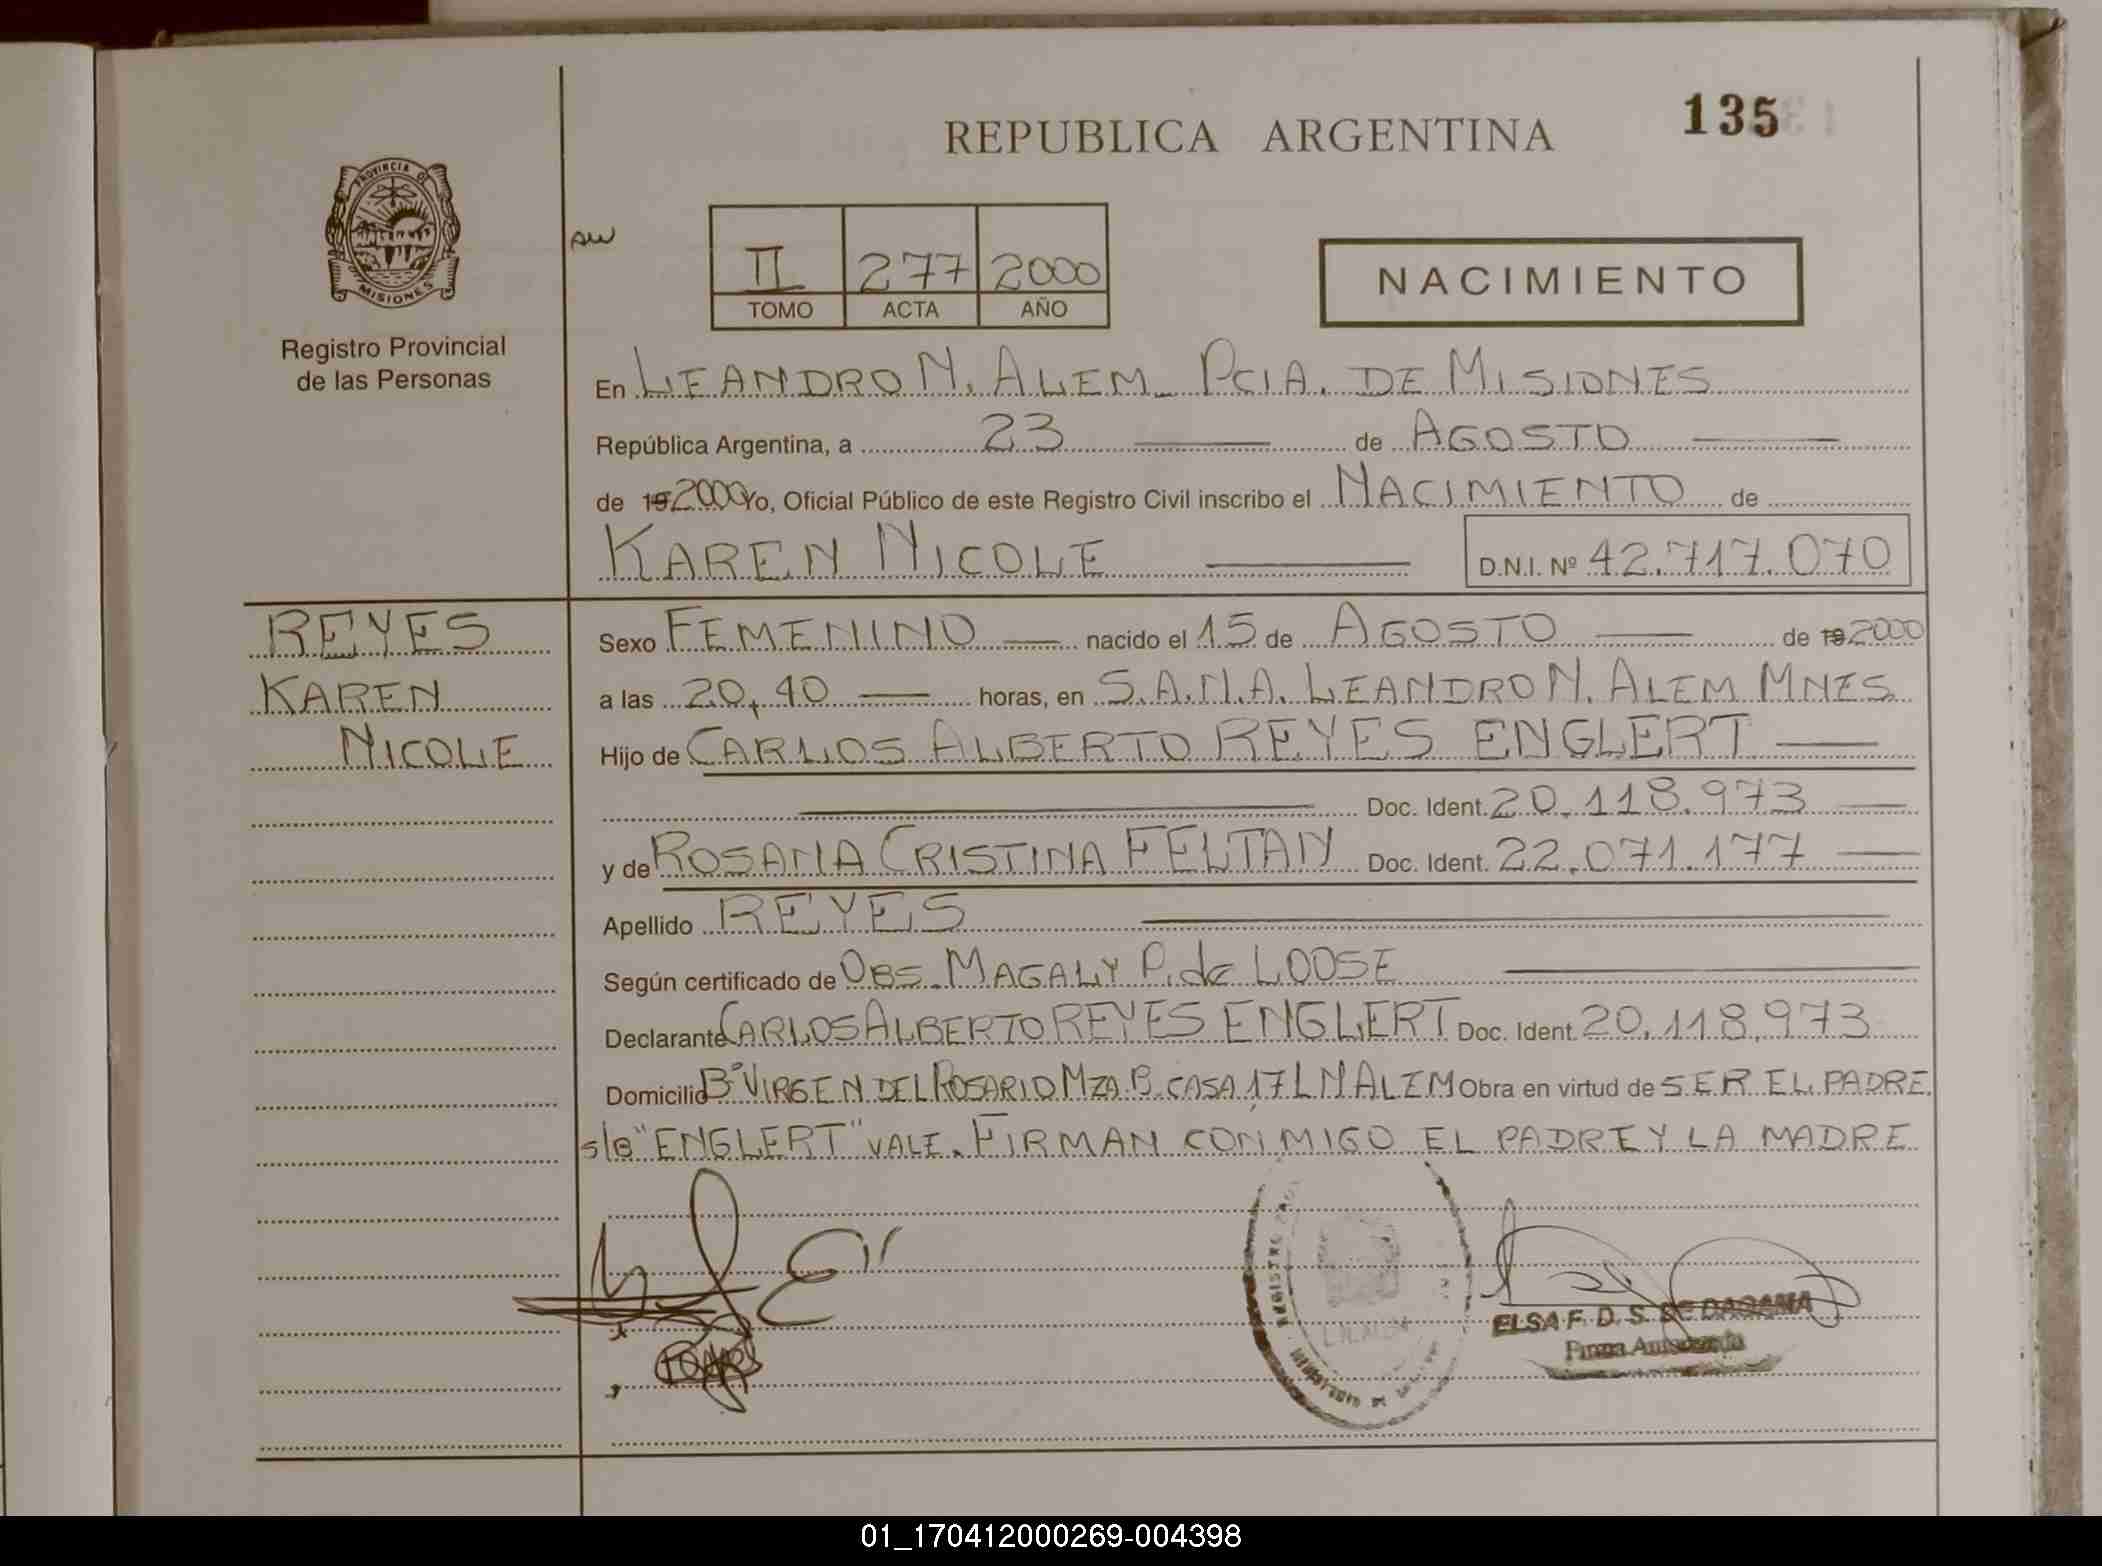 REPUBLICA ARGENTINA
135
PROVINCIA DE
MISIONES
Registro Provincial
de las Personas
II 277 2000
TOMO ACTA AÑO
NACIMIENTO
En LEANDRO N. ALEM - PCIA. DE MISIONES
República Argentina, a 23 de AGOSTO
de 19 2000 Yo, Oficial Público de este Registro Civil inscribo el NACIMIENTO de
KAREN NICOLE D.N.I. Nº 42.717.070
REYES
KAREN
NICOLE
Sexo FEMENINO nacido el 15 de AGOSTO de 19 2000
a las 20,40 horas, en S.A.N.A. LEANDRO N. ALEM MNES
Hijo de CARLOS ALBERTO REYES ENGLERT
Doc. Ident. 20.118.973
y de ROSANA CRISTINA FELTAN Doc. Ident. 22.071.177
Apellido REYES
Según certificado de OBS. MAGALY P. de LOOSE
Declarante CARLOS ALBERTO REYES ENGLERT Doc. Ident. 20.118.973
Domicilio Bº VIRGEN DEL ROSARIO MZA. B. CASA 17 L N ALEM Obra en virtud de SER EL PADRE.
s/B "ENGLERT" VALE. FIRMAN CONMIGO EL PADRE Y LA MADRE
ELSA F. D. S. DE
Firma
01_170412000269-004398